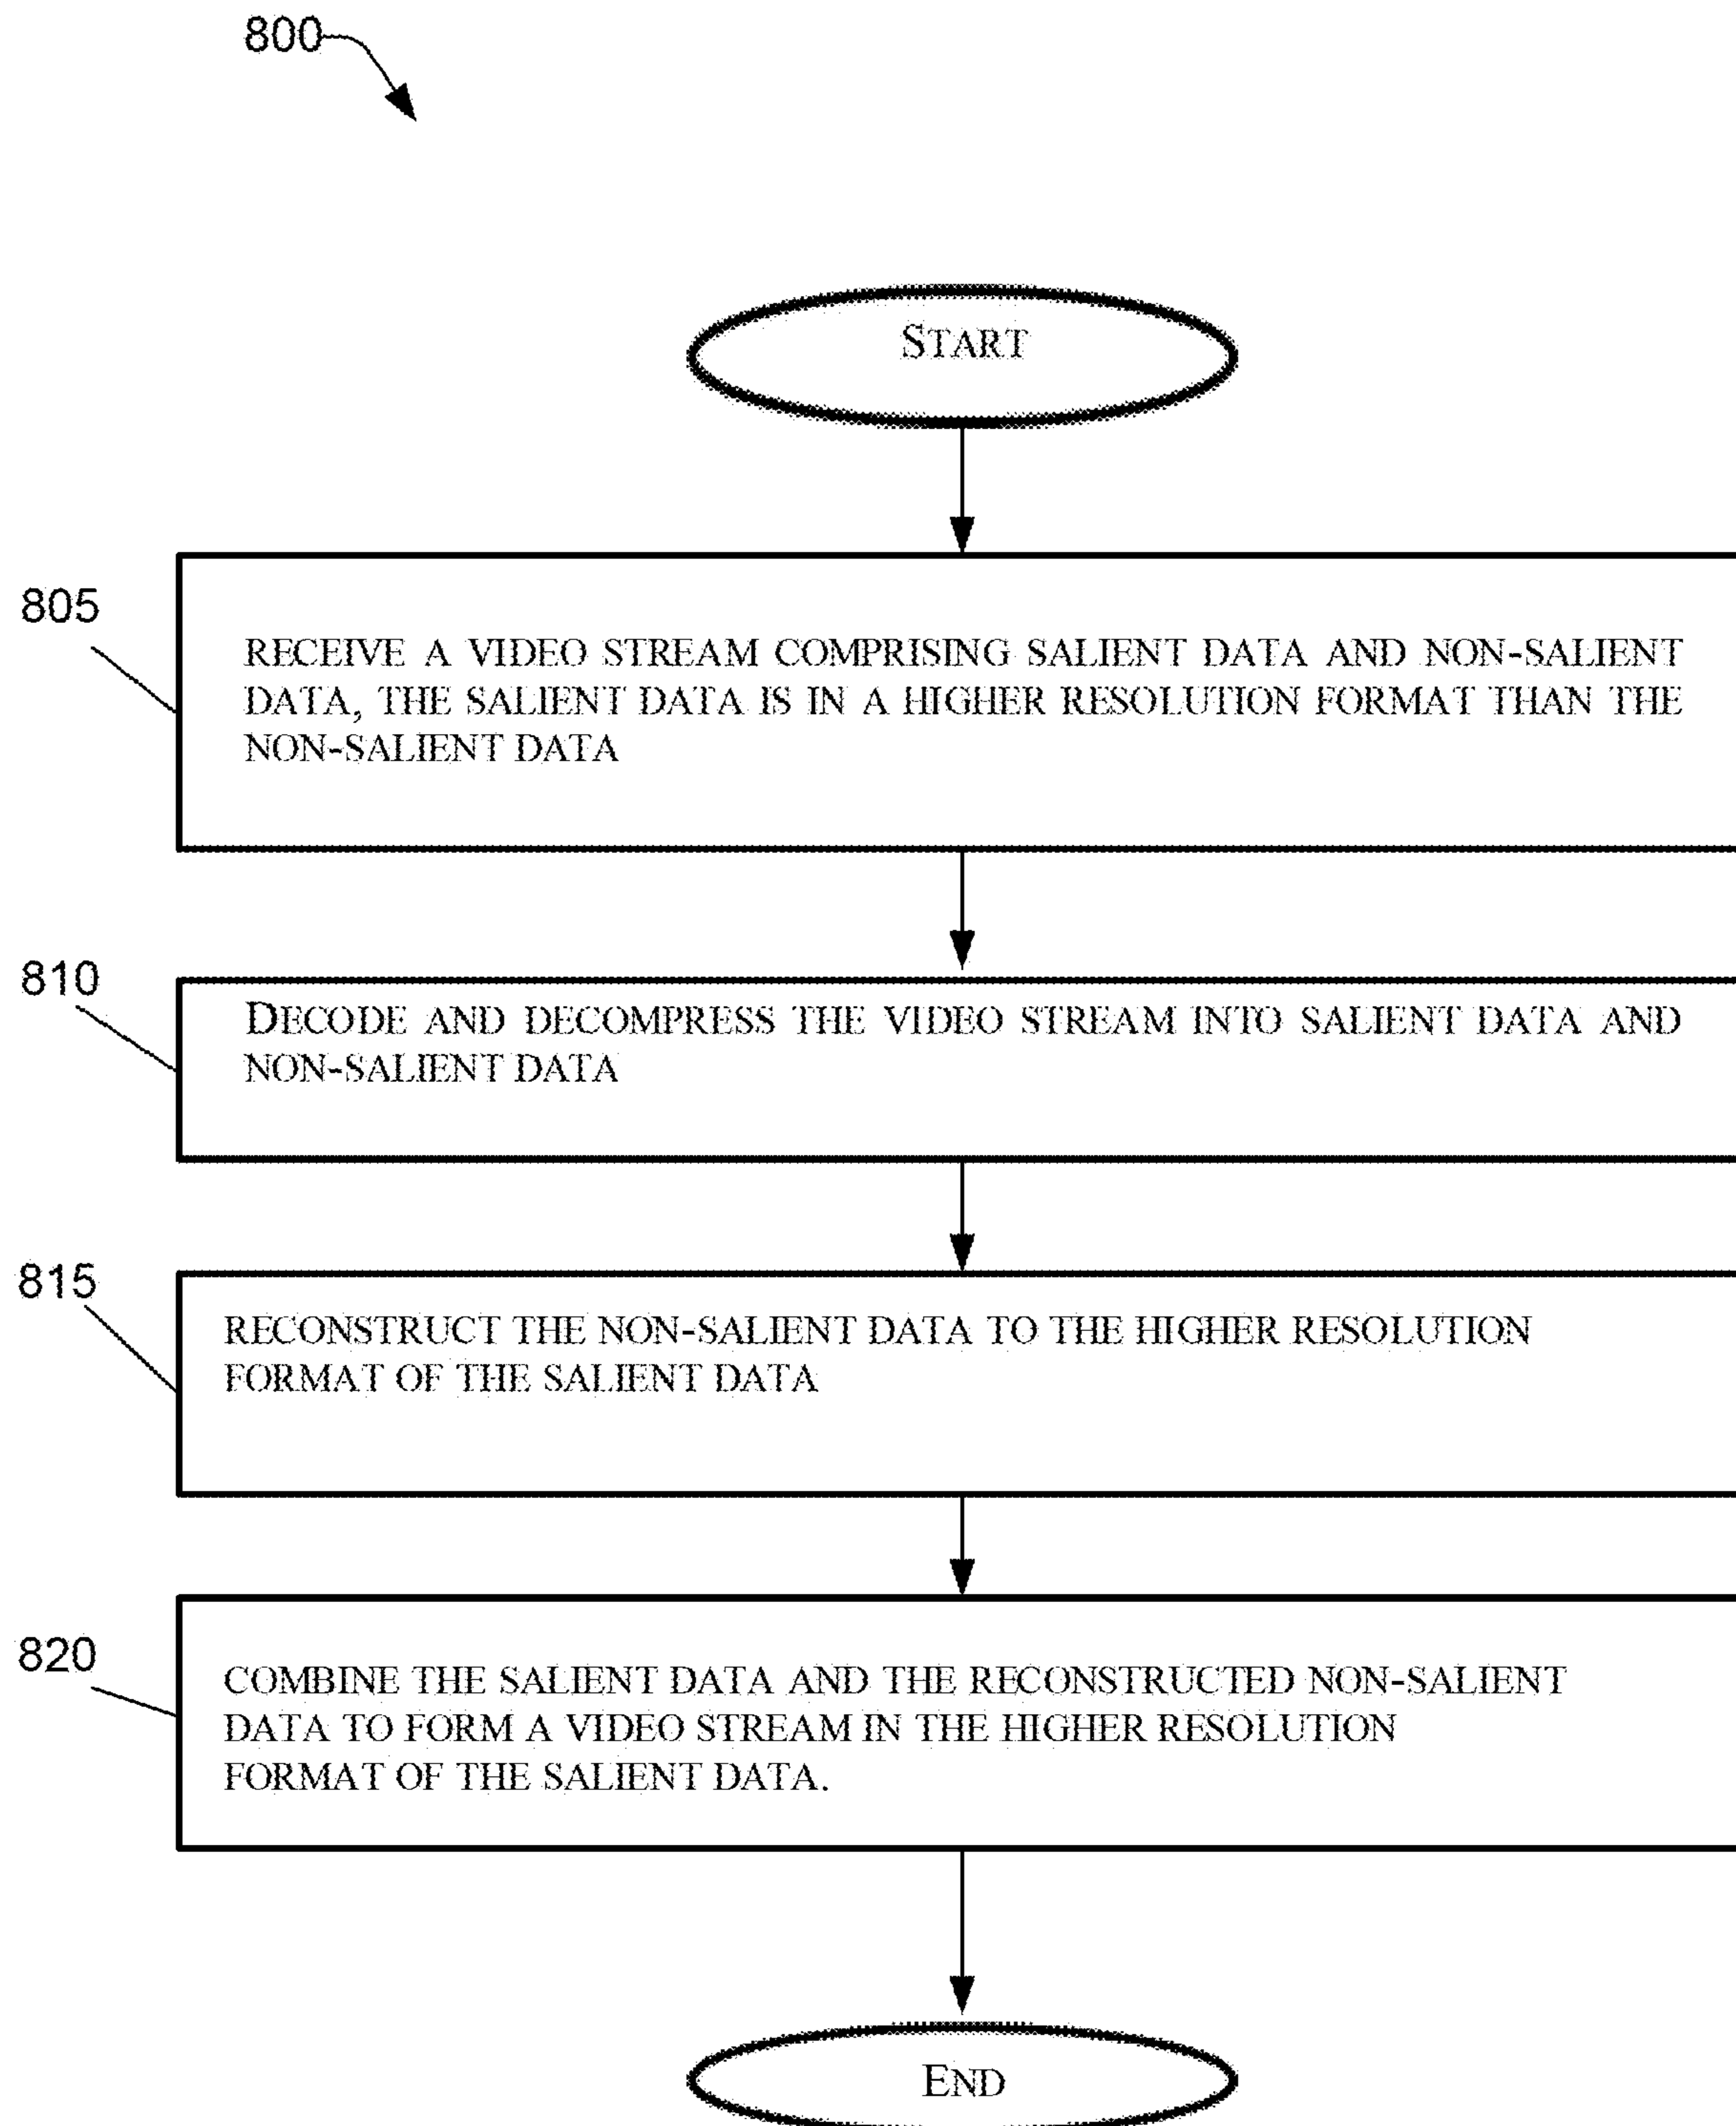 800
START
805
RECEIVE A VIDEO STREAM COMPRISING SALIENT DATA AND NON-SALIENT
DATA, THE SALIENT DATA IS IN A HIGHER RESOLUTION FORMAT THAN THE
NON-SALIENT DATA
810
DECODE AND DECOMPRESS THE VIDEO STREAM INTO SALIENT DATA AND
NON-SALIENT DATA
815
RECONSTRUCT THE NON-SALIENT DATA TO THE HIGHER RESOLUTION
FORMAT OF THE SALIENT DATA
820
COMBINE THE SALIENT DATA AND THE RECONSTRUCTED NON-SALIENT
DATA TO FORM A VIDEO STREAM IN THE HIGHER RESOLUTION
FORMAT OF THE SALIENT DATA.
END